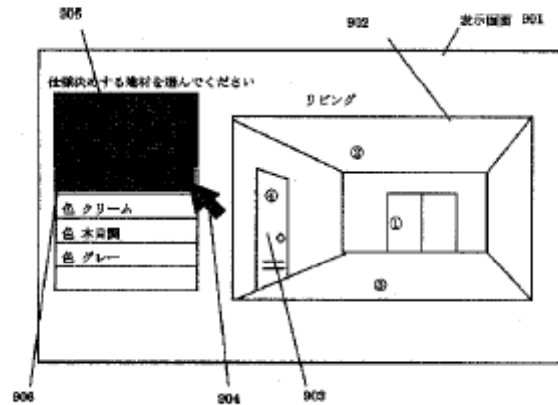 905
902
表示画面 901
仕様決めする建材を選んでください
リビング
②
④
①
③
色 クリーム
色 木目調
色 グレー
906
904
903